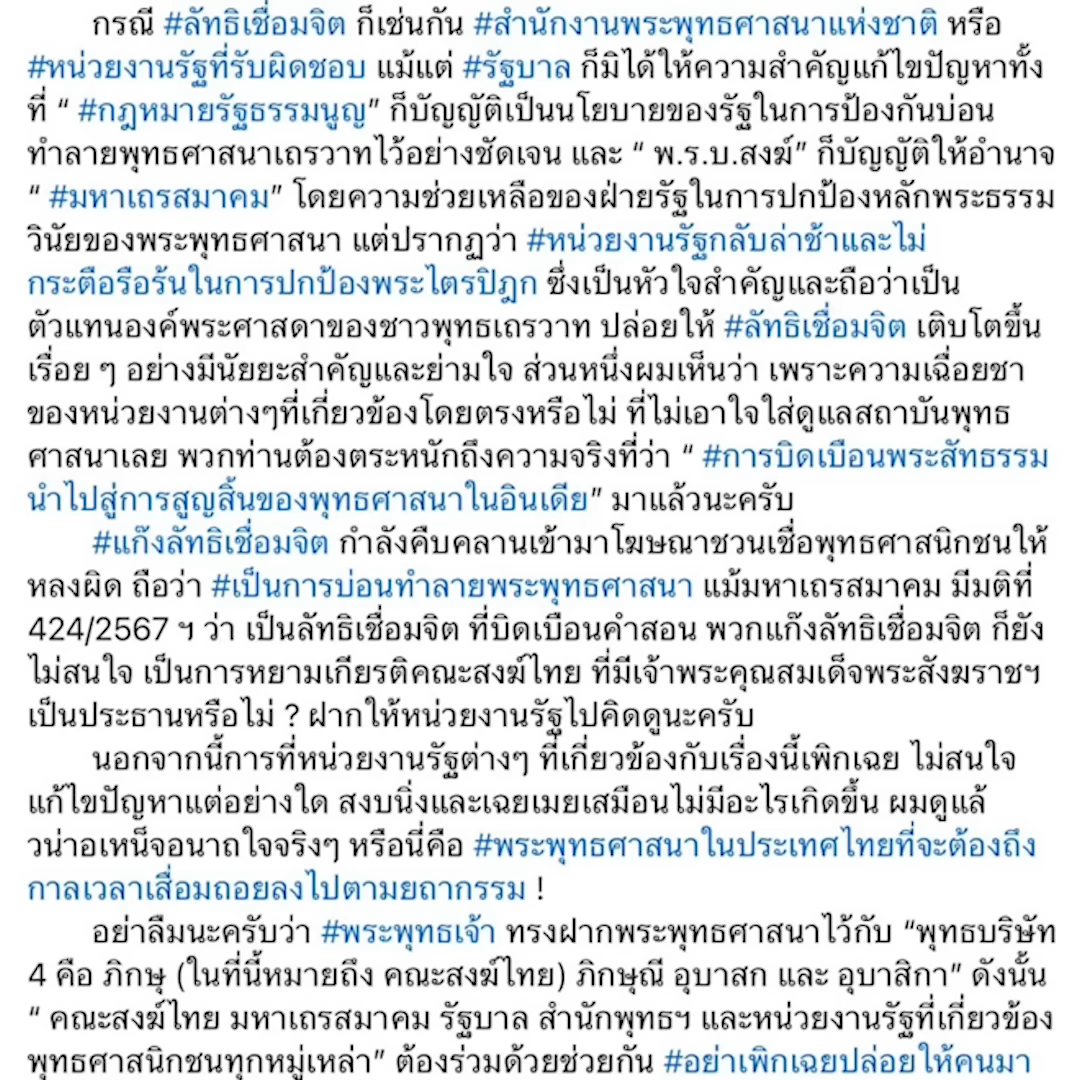 กรณี #ลัทธิเชื่อมจิต ก็เช่นกัน #สำนักงานพระพุทธศาสนาแห่งชาติ หรือ
#หน่วยงานรัฐที่รับผิดชอบ แม้แต่ #รัฐบาล ก็มิได้ให้ความสำคัญแก้ไขปัญหาทั้ง
ที่ “ #กฎหมายรัฐธรรมนูญ” ก็บัญญัติเป็นนโยบายของรัฐในการป้องกันบ่อน
ทำลายพุทธศาสนาเถรวาทไว้อย่างชัดเจน และ “ พ.ร.บ.สงฆ์” ก็บัญญัติให้อำนาจ
“ #มหาเถรสมาคม” โดยความช่วยเหลือของฝ่ายรัฐในการปกป้องหลักพระธรรม
วินัยของพระพุทธศาสนา แต่ปรากฏว่า #หน่วยงานรัฐกลับล่าช้าและไม่
กระตือรือร้นในการปกป้องพระไตรปิฎก ซึ่งเป็นหัวใจสำคัญและถือว่าเป็น
ตัวแทนองค์พระศาสดาของชาวพุทธเถรวาท ปล่อยให้ #ลัทธิเชื่อมจิต เติบโตขึ้น
เรื่อย ๆ อย่างมีนัยยะสำคัญและย่ามใจ ส่วนหนึ่งผมเห็นว่า เพราะความเฉื่อยชา
ของหน่วยงานต่างๆที่เกี่ยวข้องโดยตรงหรือไม่ ที่ไม่เอาใจใส่ดูแลสถาบันพุทธ
ศาสนาเลย พวกท่านต้องตระหนักถึงความจริงที่ว่า “ #การบิดเบือนพระสัทธรรม
นำไปสู่การสูญสิ้นของพุทธศาสนาในอินเดีย” มาแล้วนะครับ
#แก๊งลัทธิเชื่อมจิต กำลังคืบคลานเข้ามาโฆษณาชวนเชื่อพุทธศาสนิกชนให้
หลงผิด ถือว่า #เป็นการบ่อนทำลายพระพุทธศาสนา แม้มหาเถรสมาคม มีมติที่
424/2567 ฯ ว่า เป็นลัทธิเชื่อมจิต ที่บิดเบือนคำสอน พวกแก๊งลัทธิเชื่อมจิต ก็ยัง
ไม่สนใจ เป็นการหยามเกียรติคณะสงฆ์ไทย ที่มีเจ้าพระคุณสมเด็จพระสังฆราชฯ
เป็นประธานหรือไม่ ? ฝากให้หน่วยงานรัฐไปคิดดูนะครับ
นอกจากนี้การที่หน่วยงานรัฐต่างๆ ที่เกี่ยวข้องกับเรื่องนี้เพิกเฉย ไม่สนใจ
แก้ไขปัญหาแต่อย่างใด สงบนิ่งและเฉยเมยเสมือนไม่มีอะไรเกิดขึ้น ผมดูแล้
วน่าอเหน็จอนาถใจจริงๆ หรือนี่คือ #พระพุทธศาสนาในประเทศไทยที่จะต้องถึง
กาลเวลาเสื่อมถอยลงไปตามยถากรรม !
อย่าลืมนะครับว่า #พระพุทธเจ้า ทรงฝากพระพุทธศาสนาไว้กับ “พุทธบริษัท
4 คือ ภิกษุ (ในที่นี้หมายถึง คณะสงฆ์ไทย) ภิกษุณี อุบาสก และ อุบาสิกา” ดังนั้น
“ คณะสงฆ์ไทย มหาเถรสมาคม รัฐบาล สำนักพุทธฯ และหน่วยงานรัฐที่เกี่ยวข้อง
พุทธศาสนิกชนทุกหมู่เหล่า” ต้องร่วมด้วยช่วยกัน #อย่าเพิกเฉยปล่อยให้คนมา